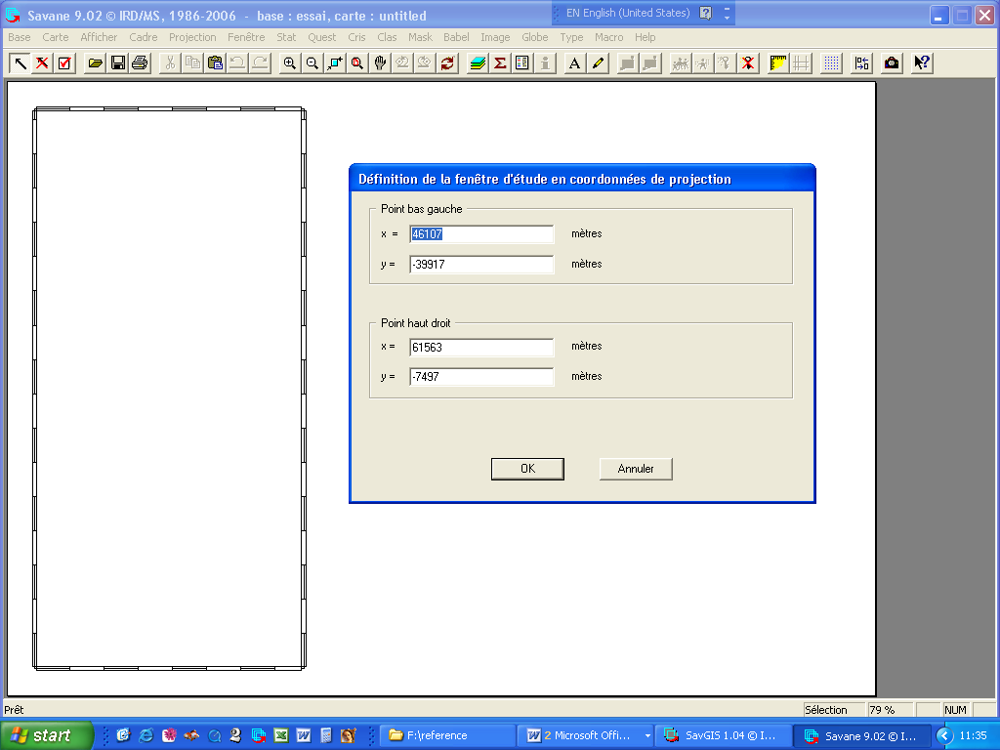 Savane 9.02 © IRD/MS, 1986-2006 - base : essai, carte : untitled
EN English (United States)
Base Carte Afficher Cadre Projection Fenêtre Stat Quest Cris Clas Mask Babel Image Globe Type Macro Help
Définition de la fenêtre d'étude en coordonnées de projection
Point bas gauche
x = 46107 mètres
y = -39917 mètres
Point haut droit
x = 61563 mètres
y = -7497 mètres
OK Annuler
Prêt Sélection 79 % NUM
start F:\reference 2 Microsoft Offi... SavGIS 1.04 © I... Savane 9.02 © I... 11:35